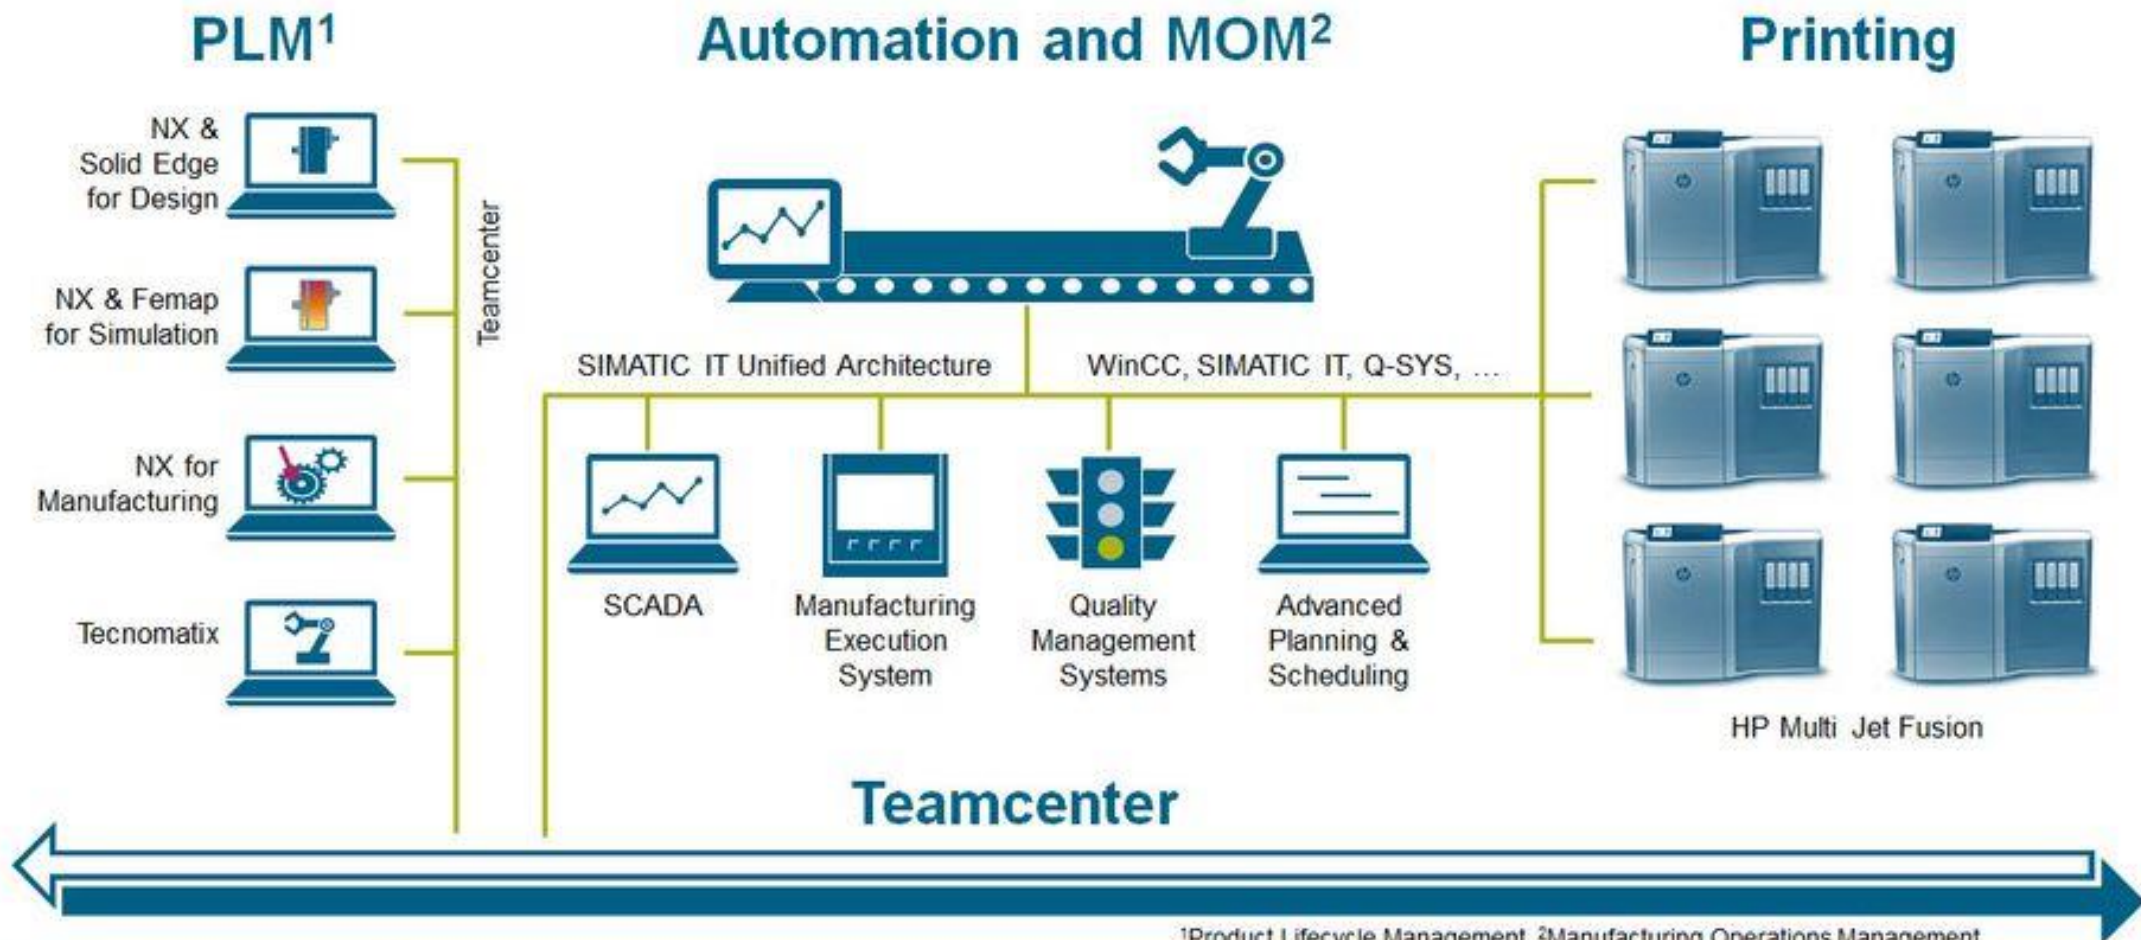 PLM¹
Automation and MOM²
Printing
NX &
Solid Edge
for Design
NX & Femap
for Simulation
NX for
Manufacturing
Tecnomatix
Teamcenter
SIMATIC IT Unified Architecture
WinCC, SIMATIC IT, Q-SYS, ...
SCADA
Manufacturing
Execution
System
Quality
Management
Systems
Advanced
Planning &
Scheduling
HP Multi Jet Fusion
Teamcenter
¹Product Lifecycle Management, ²Manufacturing Operations Management